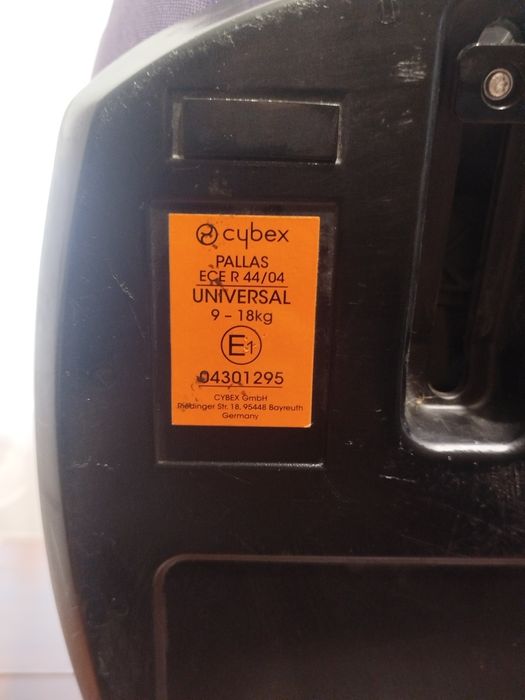 cybex
PALLAS
ECE R 44/04
UNIVERSAL
9 – 18kg
E1
04301295
CYBEX GmbH
Riedinger Str. 18, 95448 Bayreuth
Germany